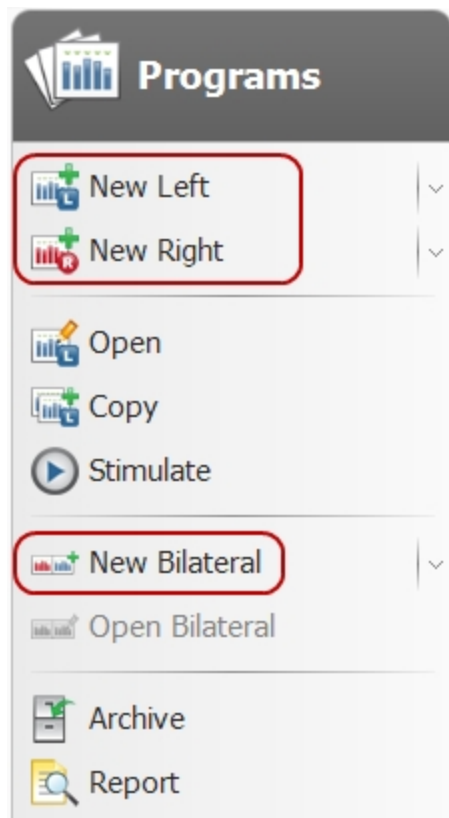 Programs
New Left
New Right
Open
Copy
Stimulate
New Bilateral
Open Bilateral
Archive
Report